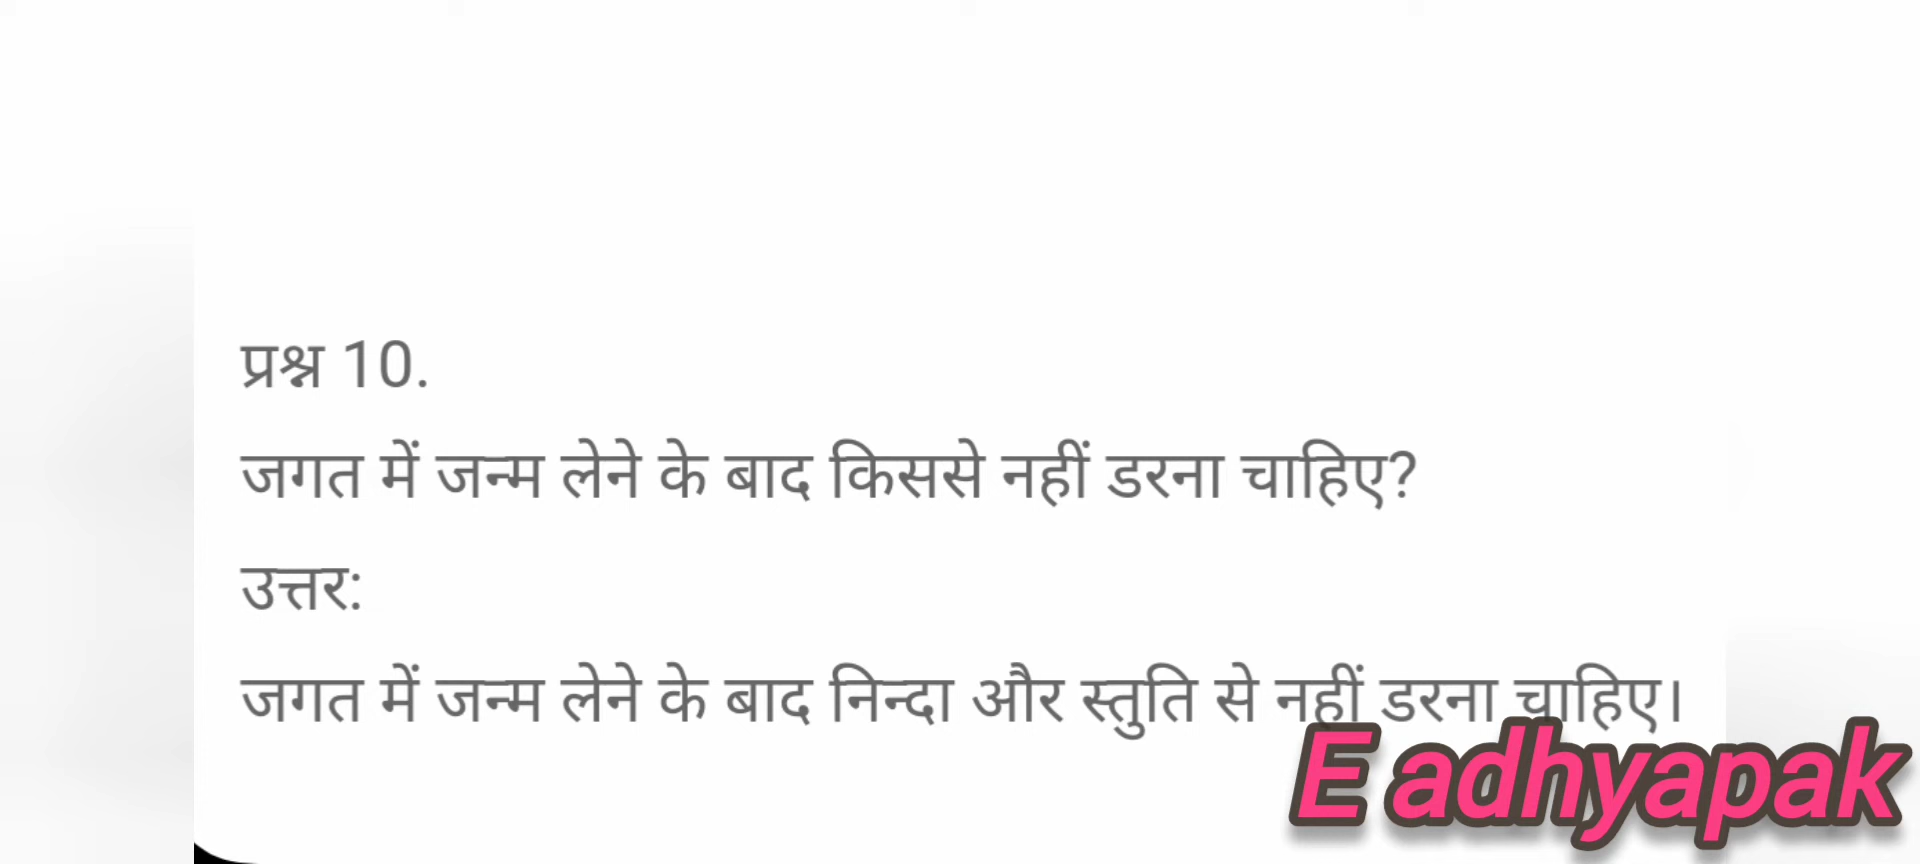 प्रश्न 10.
जगत में जन्म लेने के बाद किससे नहीं डरना चाहिए?
उत्तर:
जगत में जन्म लेने के बाद निन्दा और स्तुति से नहीं डरना चाहिए।
E adhyapak